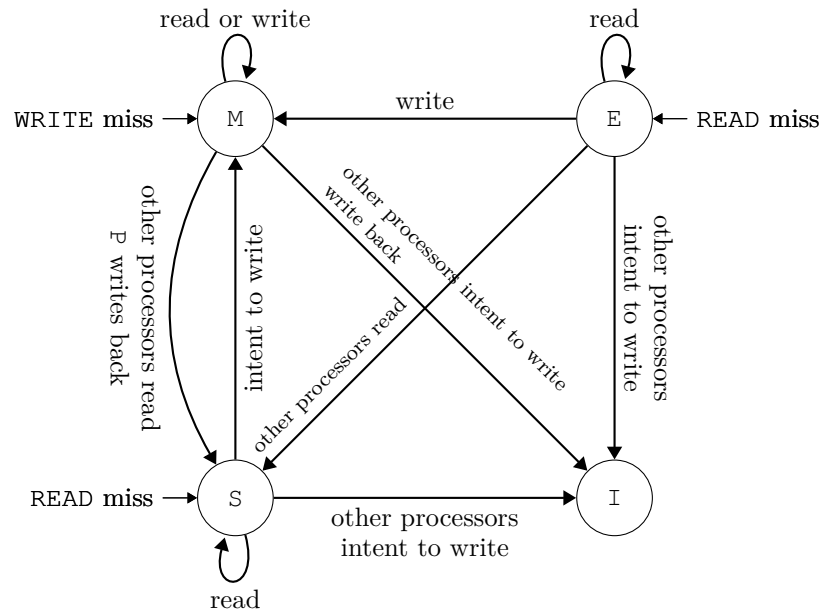 read or write
read
WRITE miss
M
write
E
READ miss
other processors read
P writes back
intent to write
other processors intent to write
write back
other processors read
other processors
intent to write
READ miss
S
I
other processors
intent to write
read